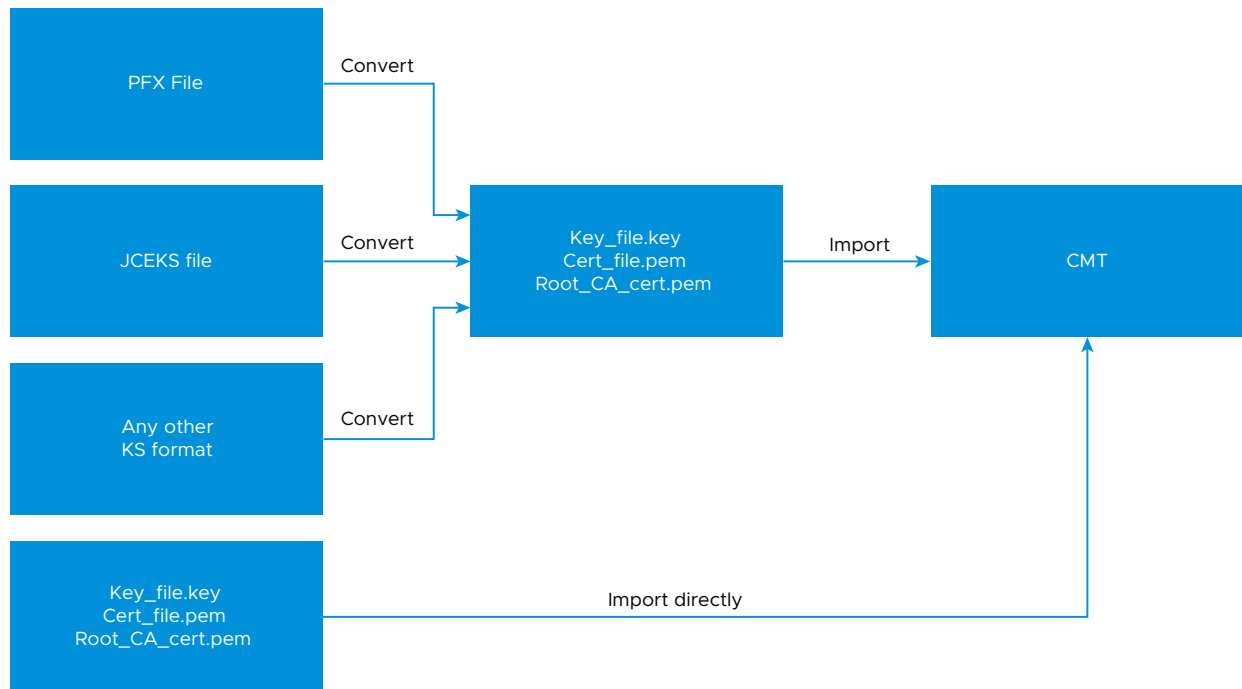 PFX File
Convert
JCEKS file
Convert
Any other
KS format
Convert
Key_file.key
Cert_file.pem
Root_CA_cert.pem
Import
CMT
Key_file.key
Cert_file.pem
Root_CA_cert.pem
Import directly